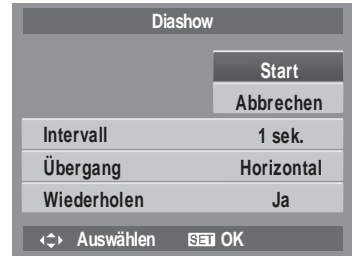 Diashow
Start
Abbrechen
Intervall 1 sek.
Übergang Horizontal
Wiederholen Ja
Auswählen SET OK